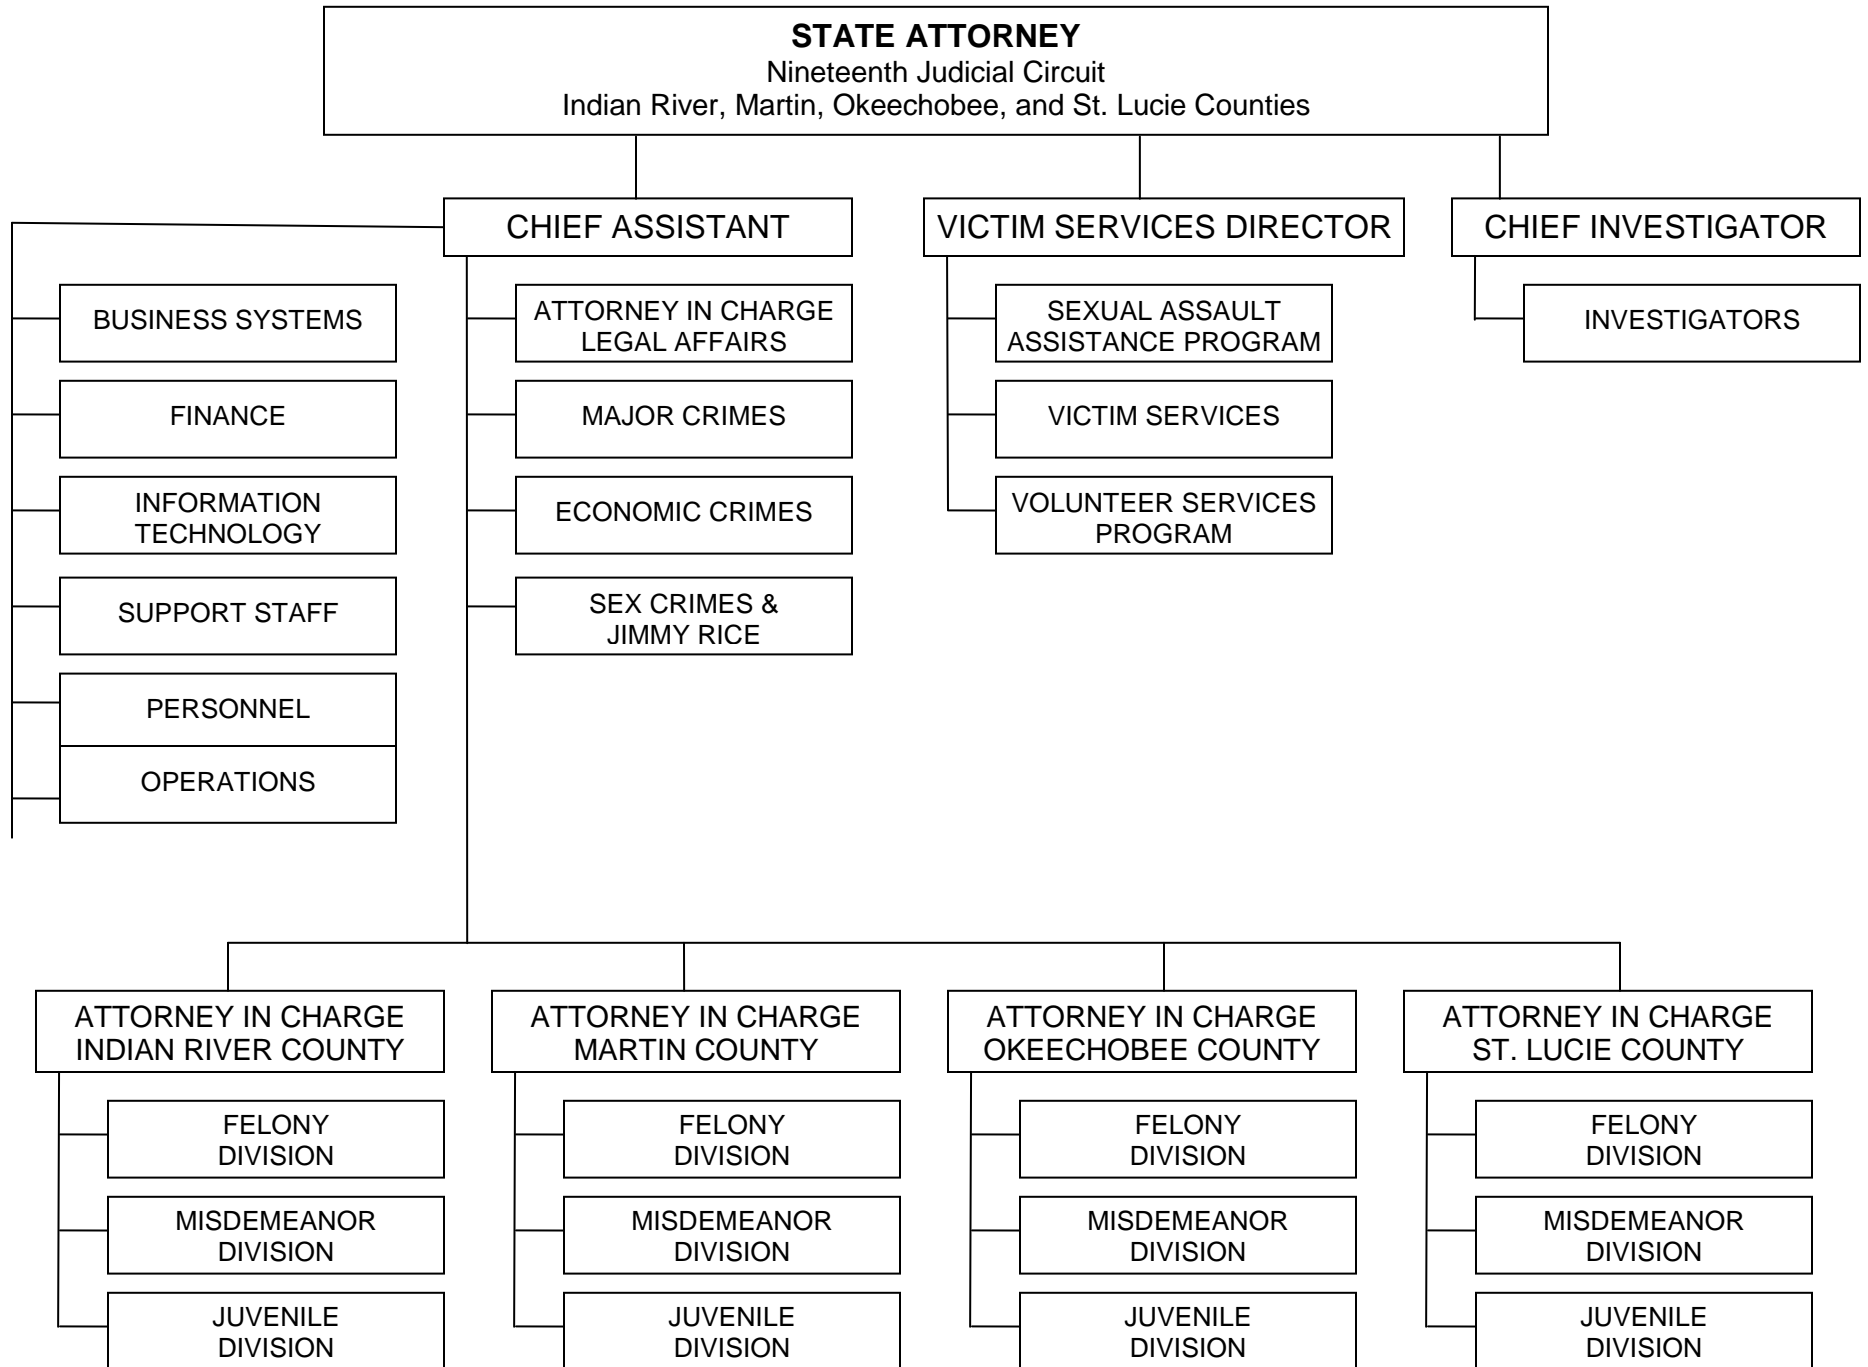 STATE ATTORNEY
Nineteenth Judicial Circuit
Indian River, Martin, Okeechobee, and St. Lucie Counties
CHIEF ASSISTANT
VICTIM SERVICES DIRECTOR
CHIEF INVESTIGATOR
BUSINESS SYSTEMS
FINANCE
INFORMATION
TECHNOLOGY
SUPPORT STAFF
PERSONNEL
OPERATIONS
ATTORNEY IN CHARGE
LEGAL AFFAIRS
MAJOR CRIMES
ECONOMIC CRIMES
SEX CRIMES &
JIMMY RICE
SEXUAL ASSAULT
ASSISTANCE PROGRAM
VICTIM SERVICES
VOLUNTEER SERVICES
PROGRAM
INVESTIGATORS
ATTORNEY IN CHARGE
INDIAN RIVER COUNTY
FELONY
DIVISION
MISDEMEANOR
DIVISION
JUVENILE
DIVISION
ATTORNEY IN CHARGE
MARTIN COUNTY
FELONY
DIVISION
MISDEMEANOR
DIVISION
JUVENILE
DIVISION
ATTORNEY IN CHARGE
OKEECHOBEE COUNTY
FELONY
DIVISION
MISDEMEANOR
DIVISION
JUVENILE
DIVISION
ATTORNEY IN CHARGE
ST. LUCIE COUNTY
FELONY
DIVISION
MISDEMEANOR
DIVISION
JUVENILE
DIVISION